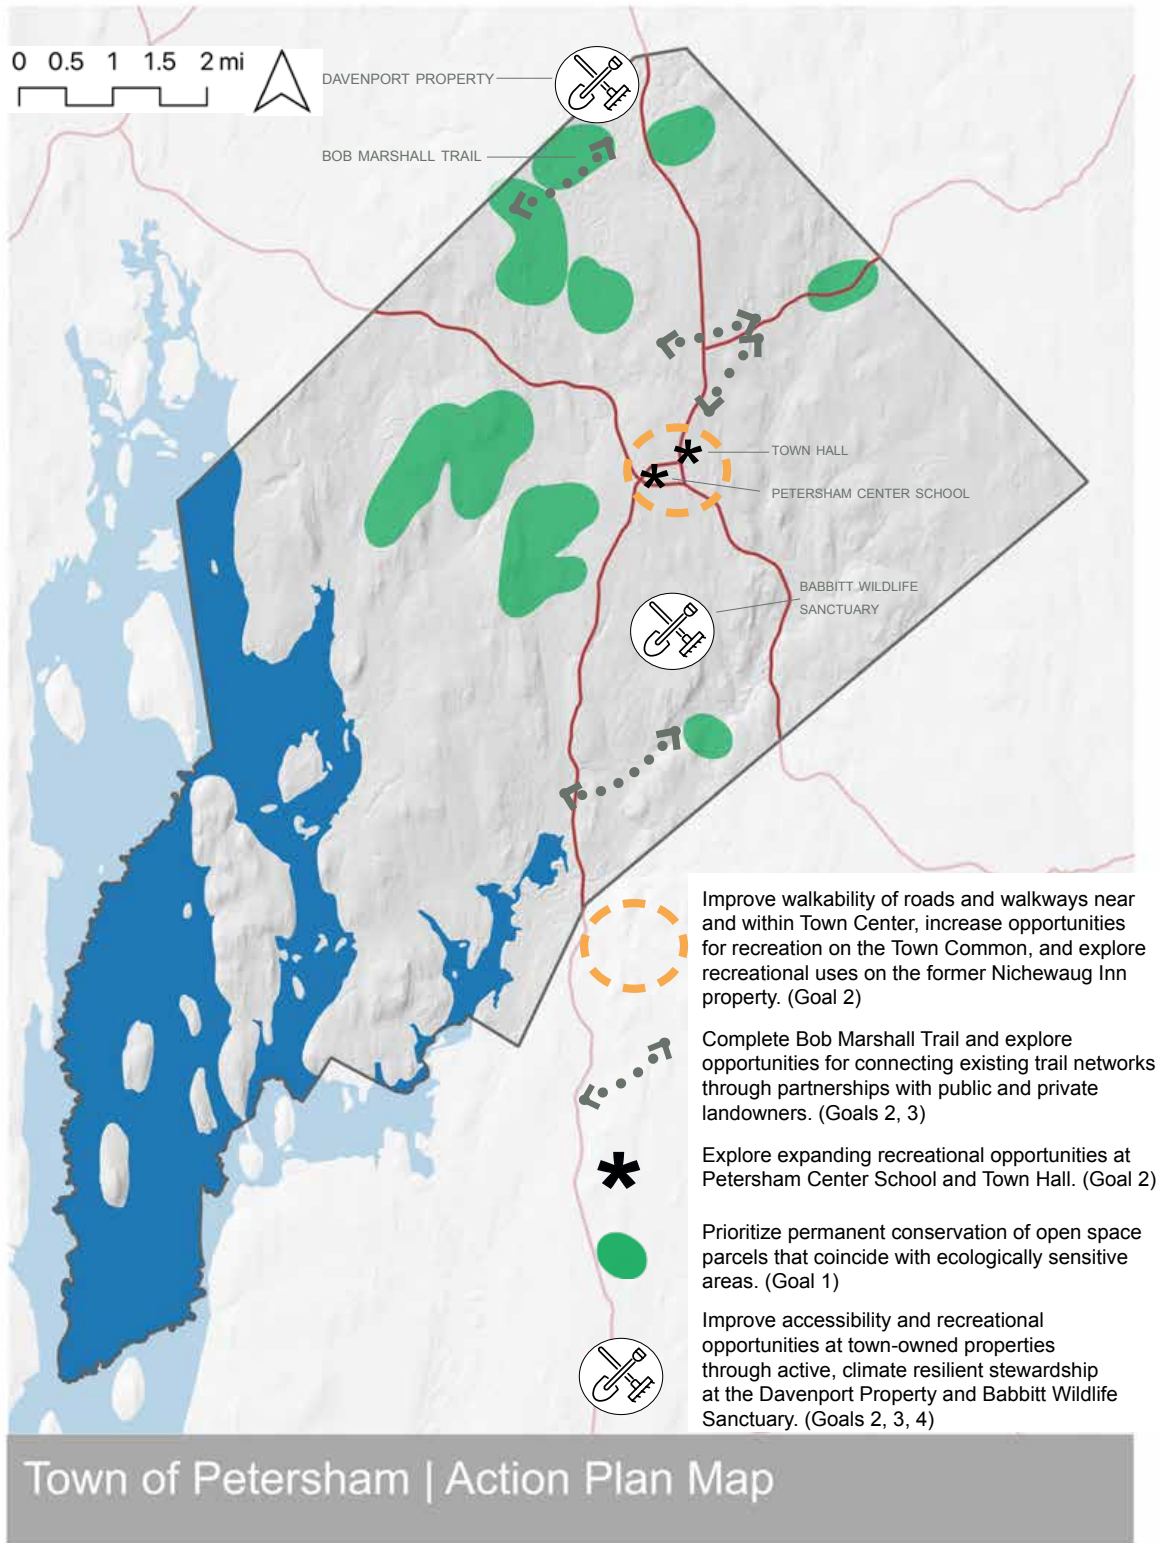 0 0.5 1 1.5 2 mi
DAVENPORT PROPERTY
BOB MARSHALL TRAIL
TOWN HALL
PETERSHAM CENTER SCHOOL
BABBITT WILDLIFE
SANCTUARY
Improve walkability of roads and walkways near
and within Town Center, increase opportunities
for recreation on the Town Common, and explore
recreational uses on the former Nichewaug Inn
property. (Goal 2)
Complete Bob Marshall Trail and explore
opportunities for connecting existing trail networks
through partnerships with public and private
landowners. (Goals 2, 3)
Explore expanding recreational opportunities at
Petersham Center School and Town Hall. (Goal 2)
Prioritize permanent conservation of open space
parcels that coincide with ecologically sensitive
areas. (Goal 1)
Improve accessibility and recreational
opportunities at town-owned properties
through active, climate resilient stewardship
at the Davenport Property and Babbitt Wildlife
Sanctuary. (Goals 2, 3, 4)
Town of Petersham | Action Plan Map